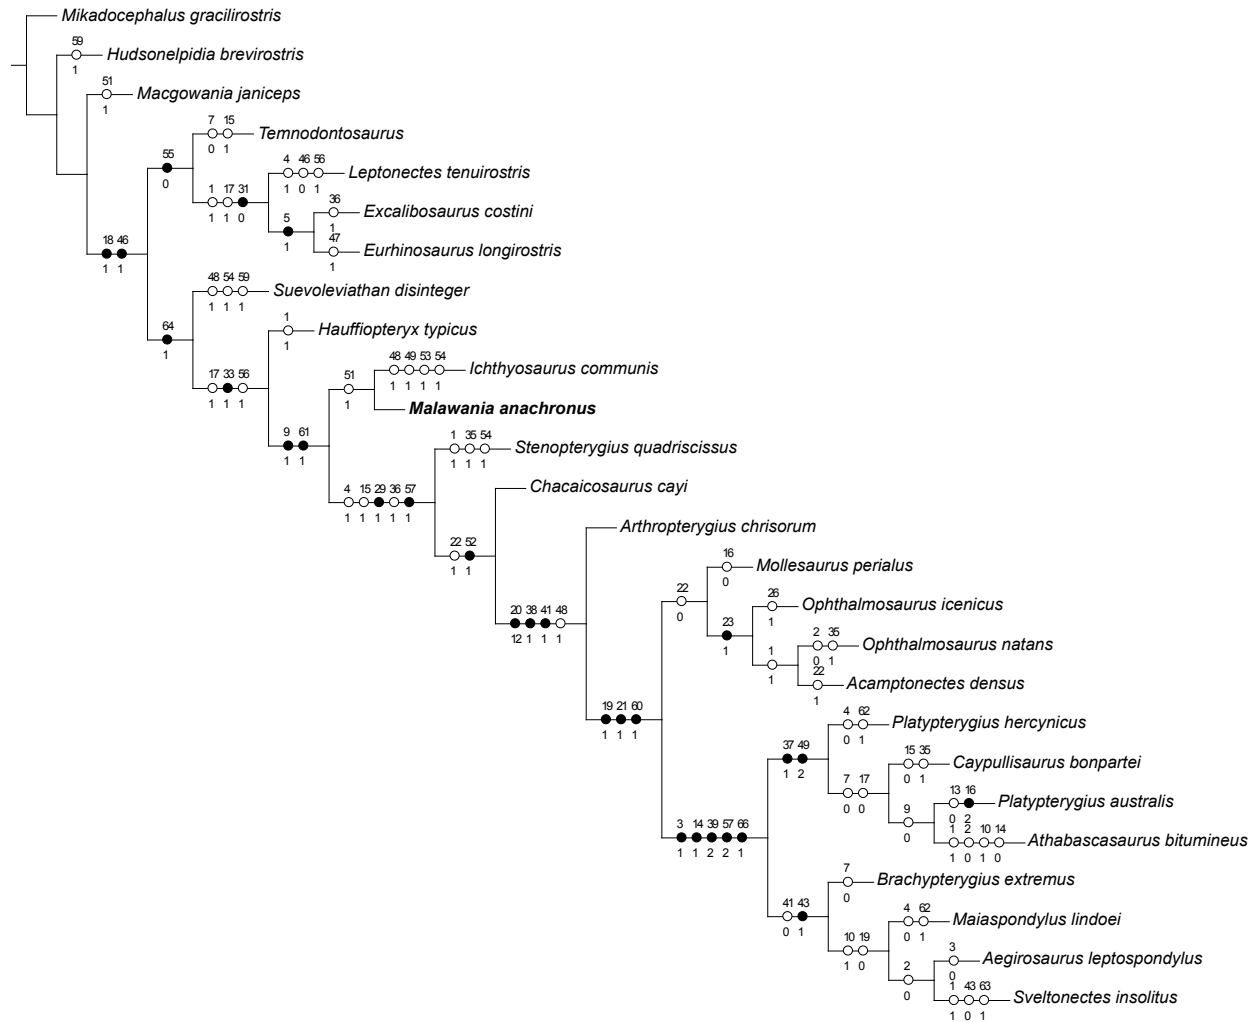 Mikadocephalus gracilirostris
59
Hudsonelpidia brevirostris
1
51
Macgowania janiceps
1
7 15
Temnodontosaurus
0 1
55
0
4 46 56
Leptonectes tenuirostris
1 0 1
1 17 31
1 1 0
36
Excalibosaurus costini
1
5
1
47
Eurhinosaurus longirostris
1
18 46
1 1
48 54 59
Suevoleviathan disinteger
1 1 1
64
1
1
Hauffiopteryx typicus
1
17 33 56
1 1 1
48 49 53 54
Ichthyosaurus communis
1 1 1 1
51
1
Malawania anachronus
9 61
1 1
1 35 54
Stenopterygius quadriscissus
1 1 1
4 15 29 36 57
1 1 1 1 1
Chacaicosaurus cayi
22 52
1 1
Arthropterygius chrisorum
20 38 41 48
12 1 1 1
16
Mollesaurus perialus
0
22
0
26
Ophthalmosaurus icenicus
1
23
1
2 35
Ophthalmosaurus natans
0 1
1
1
22
Acamptonectes densus
1
19 21 60
1 1 1
4 62
Platypterygius hercynicus
0 1
37 49
1 2
15 35
Caypullisaurus bonpartei
0 1
7 17
0 0
13 16
Platypterygius australis
0 2
9
0
1 2 10 14
Athabascasaurus bitumineus
1 0 1 0
3 14 39 57 66
1 1 2 2 1
7
Brachypterygius extremus
0
41 43
0 1
4 62
Maiaspondylus lindoei
0 1
10 19
1 0
3
Aegirosaurus leptospondylus
0
2
0
1 43 63
Sveltonectes insolitus
1 0 1